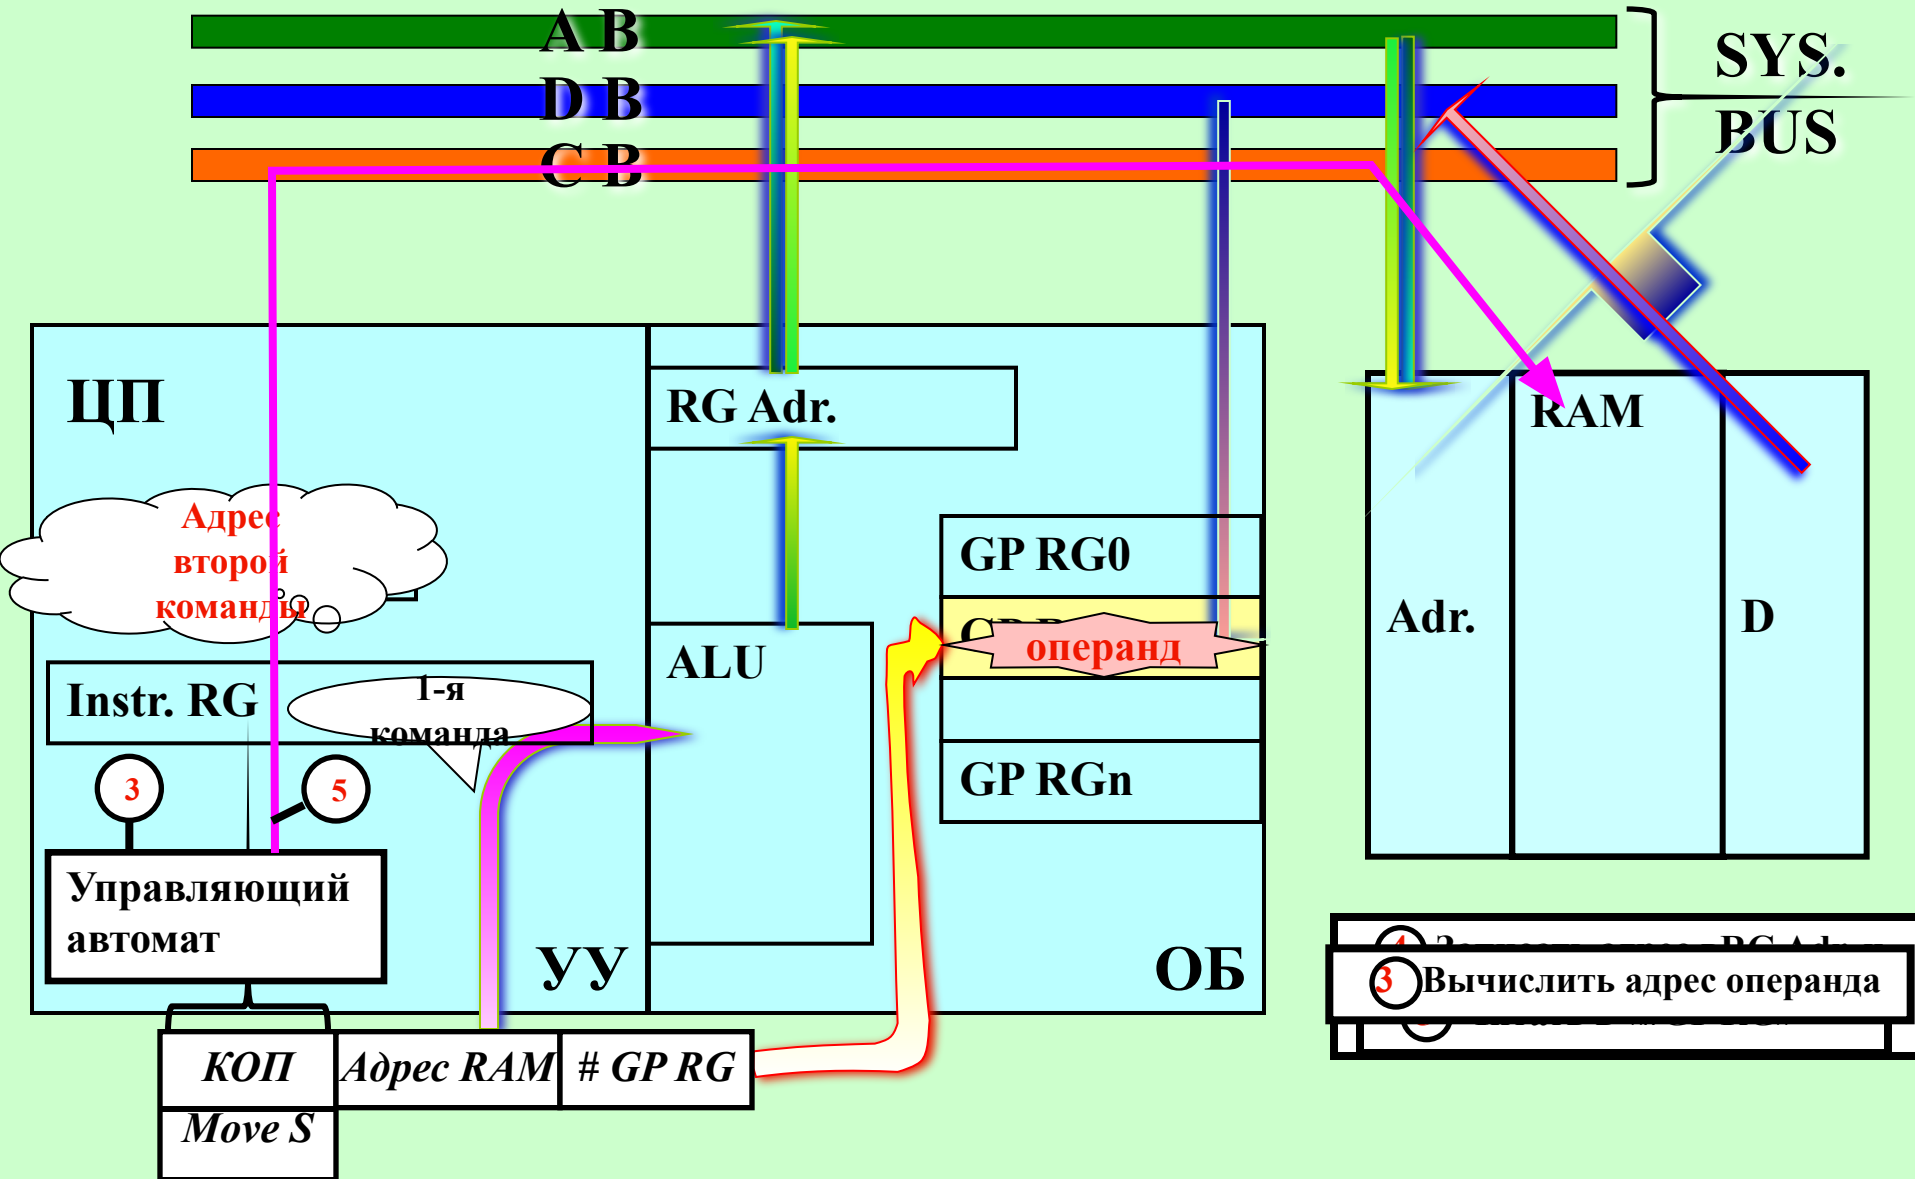 A B
D B
C B
SYS.
BUS
ЦП
RG Adr.
RAM
Адрес
второй
команды
GP RG0
Adr.
D
операнд
ALU
Instr. RG
1-я
команда
GP RGn
3
5
Управляющий
автомат
УУ
ОБ
3 Вычислить адрес операнда
КОП
Адрес RAM
# GP RG
Move S